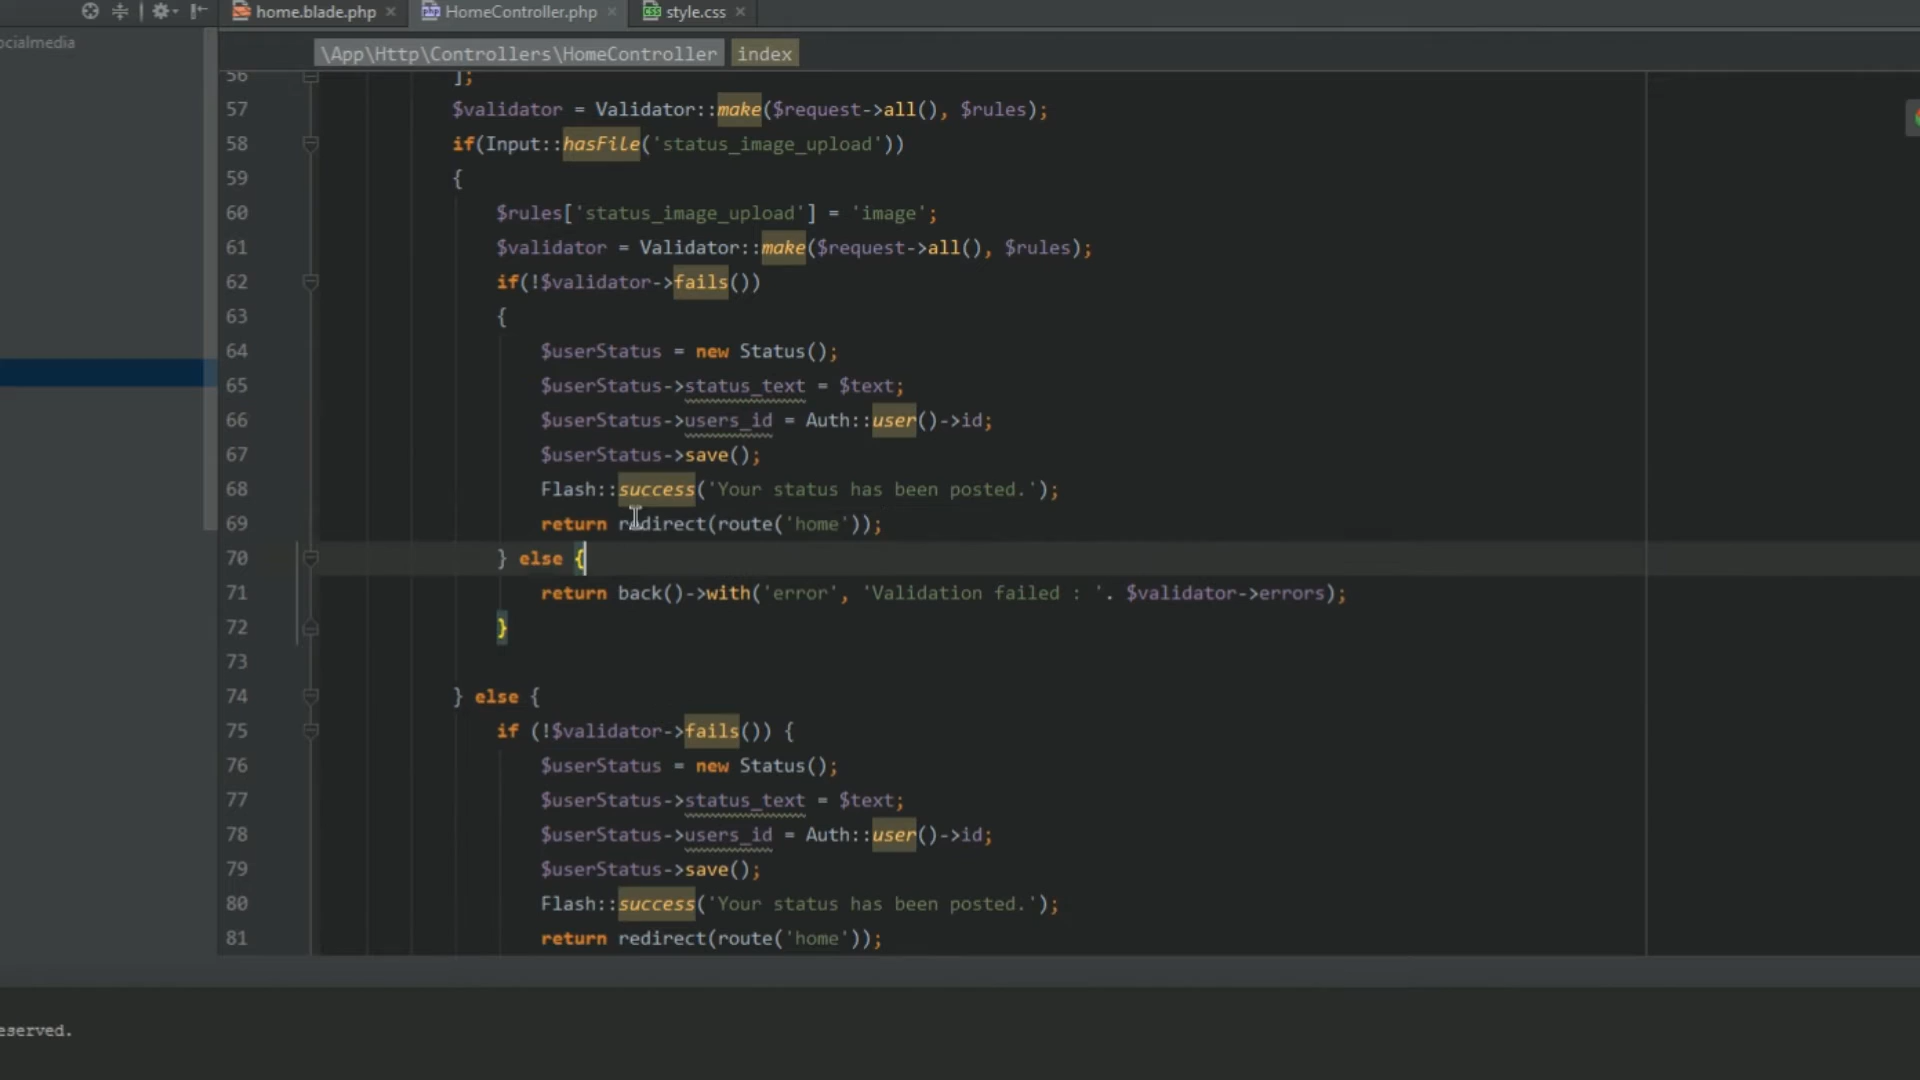 home.blade.php HomeController.php style.css
ocialmedia
\App\Http\Controllers\HomeController index
56 ];
57 $validator = Validator::make($request->all(), $rules);
58 if(Input::hasFile('status_image_upload'))
59 {
60 $rules['status_image_upload'] = 'image';
61 $validator = Validator::make($request->all(), $rules);
62 if(!$validator->fails())
63 {
64 $userStatus = new Status();
65 $userStatus->status_text = $text;
66 $userStatus->users_id = Auth::user()->id;
67 $userStatus->save();
68 Flash::success('Your status has been posted.');
69 return redirect(route('home'));
70 } else {
71 return back()->with('error', 'Validation failed : '. $validator->errors);
72 }
73
74 } else {
75 if (!$validator->fails()) {
76 $userStatus = new Status();
77 $userStatus->status_text = $text;
78 $userStatus->users_id = Auth::user()->id;
79 $userStatus->save();
80 Flash::success('Your status has been posted.');
81 return redirect(route('home'));
eserved.